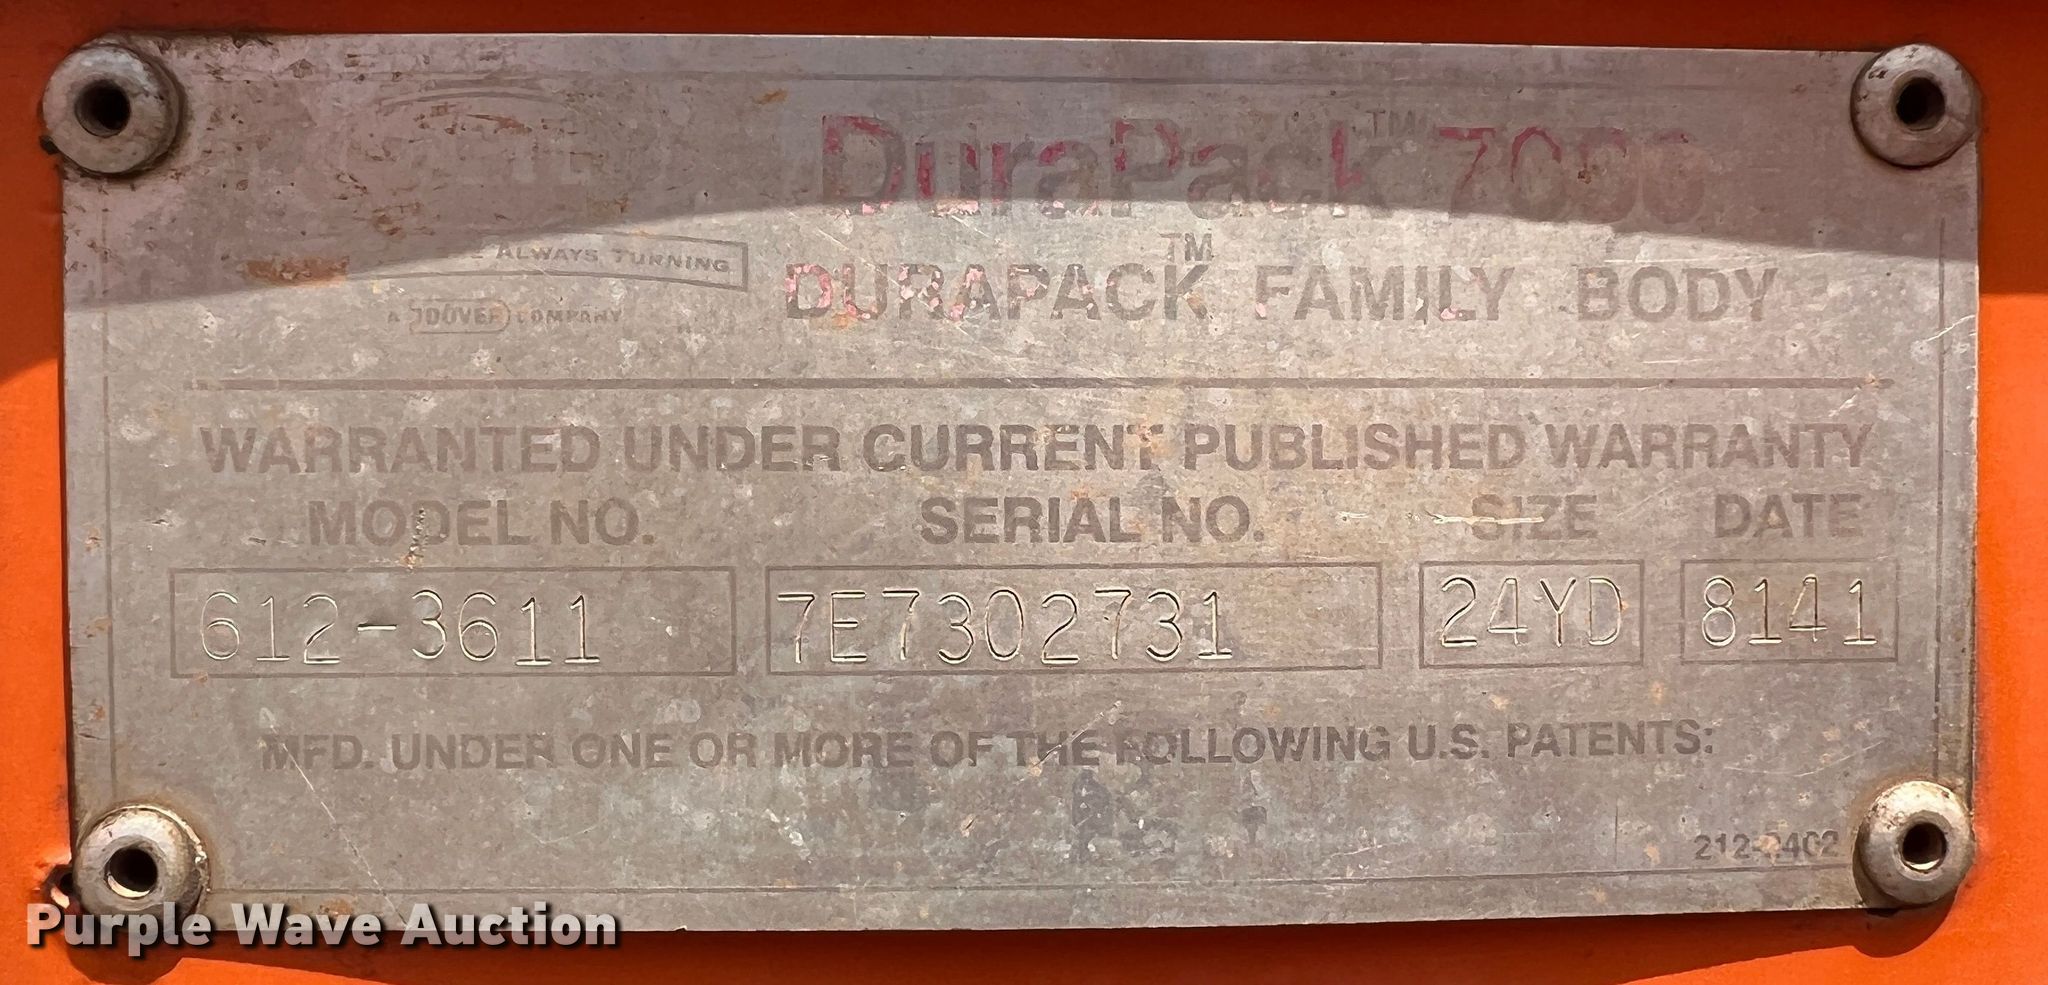 DuraPack™ 7000
ALWAYS TURNING
DURAPACK™ FAMILY BODY
A DOVER COMPANY
WARRANTED UNDER CURRENT PUBLISHED WARRANTY
MODEL NO. SERIAL NO. SIZE DATE
612-3611 7E7302731 24YD 8141
MFD. UNDER ONE OR MORE OF THE FOLLOWING U.S. PATENTS:
Purple Wave Auction